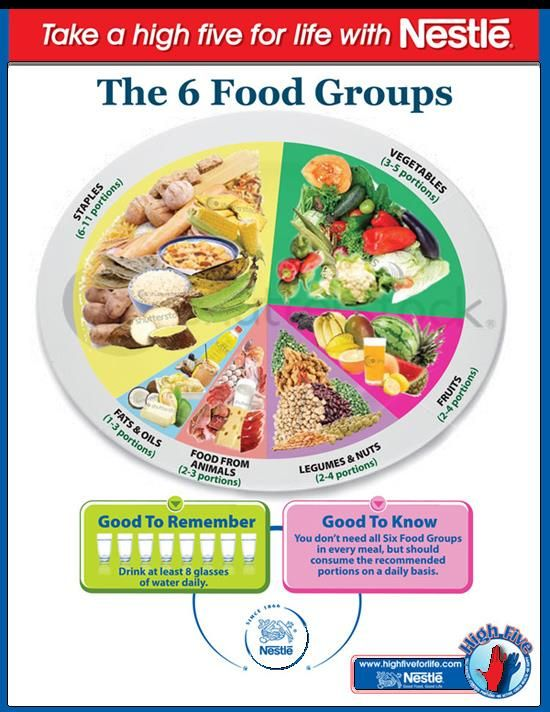 Take a high five for life with Nestlé®
The 6 Food Groups
STAPLES
(6-11 portions)
VEGETABLES
(3-5 portions)
FRUITS
(2-4 portions)
LEGUMES & NUTS
(2-4 portions)
FOOD FROM
ANIMALS
(2-3 portions)
FATS & OILS
(1-3 portions)
Good To Remember
Drink at least 8 glasses
of water daily.
Good To Know
You don't need all Six Food Groups
in every meal, but should
consume the recommended
portions on a daily basis.
SINCE 1866
Nestlé
High Five
www.highfiveforlife.com
Nestlé
Good Food, Good Life